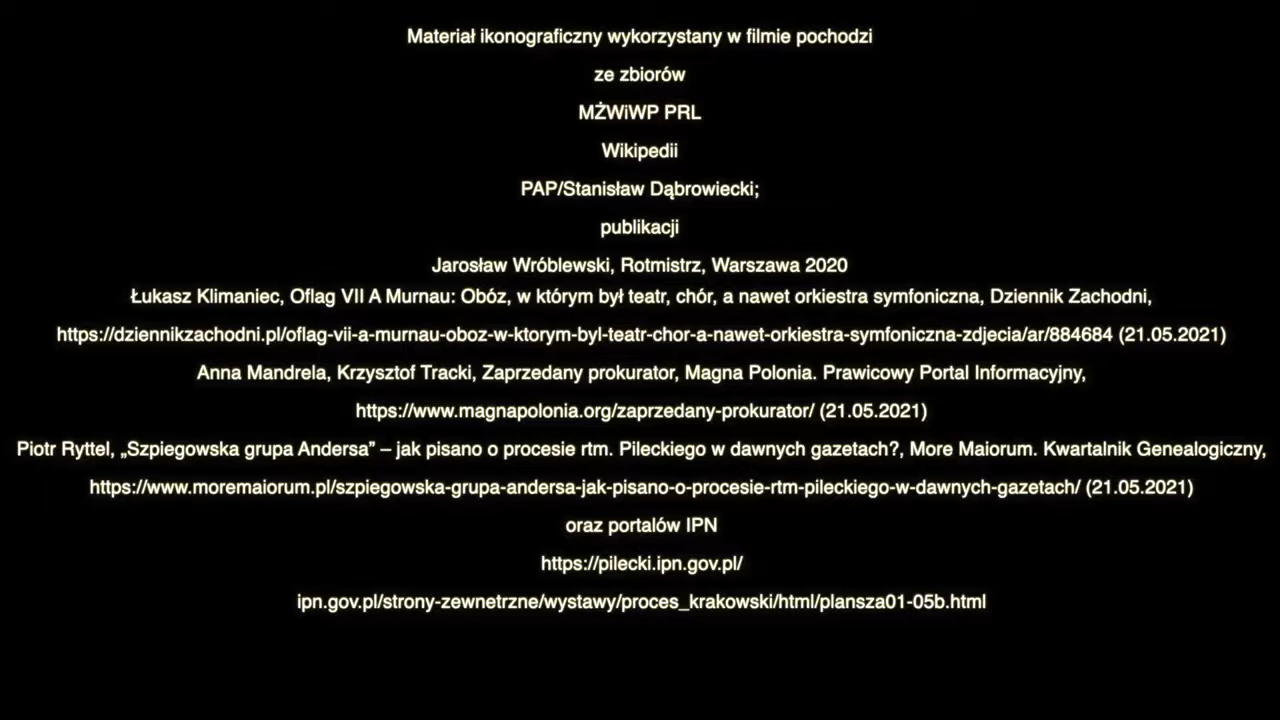 Materiał ikonograficzny wykorzystany w filmie pochodzi
ze zbiorów
MŻWiWP PRL
Wikipedii
PAP/Stanisław Dąbrowiecki;
publikacji
Jarosław Wróblewski, Rotmistrz, Warszawa 2020
Łukasz Klimaniec, Oflag VII A Murnau: Obóz, w którym był teatr, chór, a nawet orkiestra symfoniczna, Dziennik Zachodni,
https://dziennikzachodni.pl/oflag-vii-a-murnau-oboz-w-ktorym-byl-teatr-chor-a-nawet-orkiestra-symfoniczna-zdjecia/ar/884684 (21.05.2021)
Anna Mandrela, Krzysztof Tracki, Zaprzedany prokurator, Magna Polonia. Prawicowy Portal Informacyjny,
https://www.magnapolonia.org/zaprzedany-prokurator/ (21.05.2021)
Piotr Ryttel, „Szpiegowska grupa Andersa” – jak pisano o procesie rtm. Pileckiego w dawnych gazetach?, More Maiorum. Kwartalnik Genealogiczny,
https://www.moremaiorum.pl/szpiegowska-grupa-andersa-jak-pisano-o-procesie-rtm-pileckiego-w-dawnych-gazetach/ (21.05.2021)
oraz portalów IPN
https://pilecki.ipn.gov.pl/
ipn.gov.pl/strony-zewnetrzne/wystawy/proces_krakowski/html/plansza01-05b.html